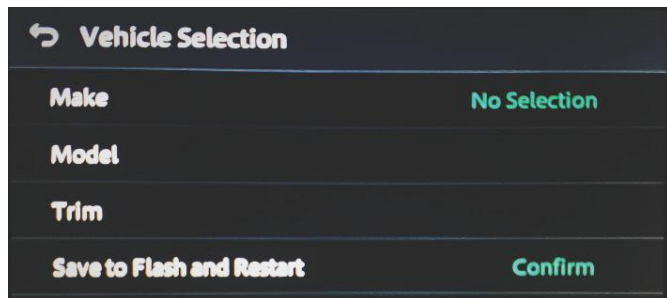 Vehicle Selection
Make No Selection
Model
Trim
Save to Flash and Restart Confirm